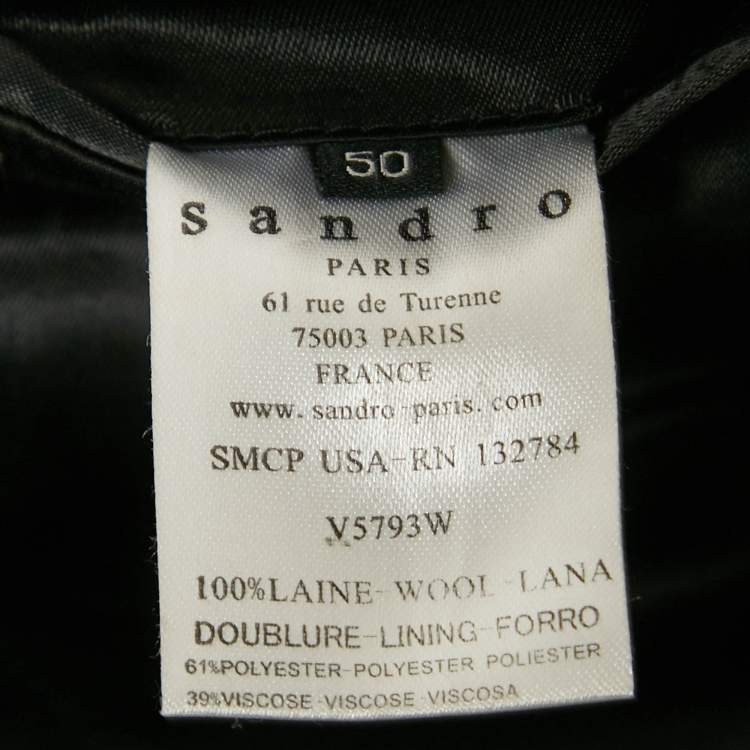 50
sandro
PARIS
61 rue de Turenne
75003 PARIS
FRANCE
www.sandro-paris.com
SMCP USA-RN 132784
V5793W
100%LAINE-WOOL-LANA
DOUBLURE-LINING-FORRO
61%POLYESTER-POLYESTER POLIESTER
39%VISCOSE-VISCOSE-VISCOSA